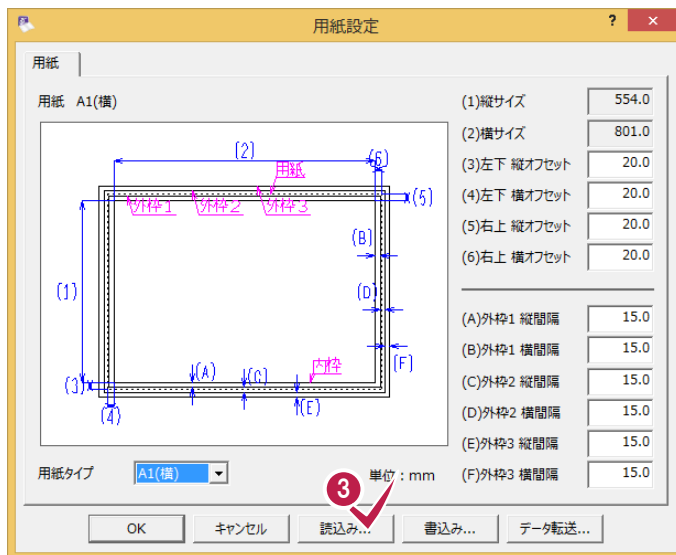 用紙設定
? ×
用紙
用紙 A1(横)
(1)縦サイズ 554.0
(2)横サイズ 801.0
(3)左下 縦オフセット 20.0
(4)左下 横オフセット 20.0
(5)右上 縦オフセット 20.0
(6)右上 横オフセット 20.0
(A)外枠1 縦間隔 15.0
(B)外枠1 横間隔 15.0
(C)外枠2 縦間隔 15.0
(D)外枠2 横間隔 15.0
(E)外枠3 縦間隔 15.0
(F)外枠3 横間隔 15.0
(2)
(6)
用紙
外枠1 外枠2 外枠3
(5)
(B)
(1)
(D)
(F)
(3)
(A)
(C)
内枠
(4)
(E)
用紙タイプ A1(横)
単位:mm
3
OK キャンセル 読込み... 書込み... データ転送...